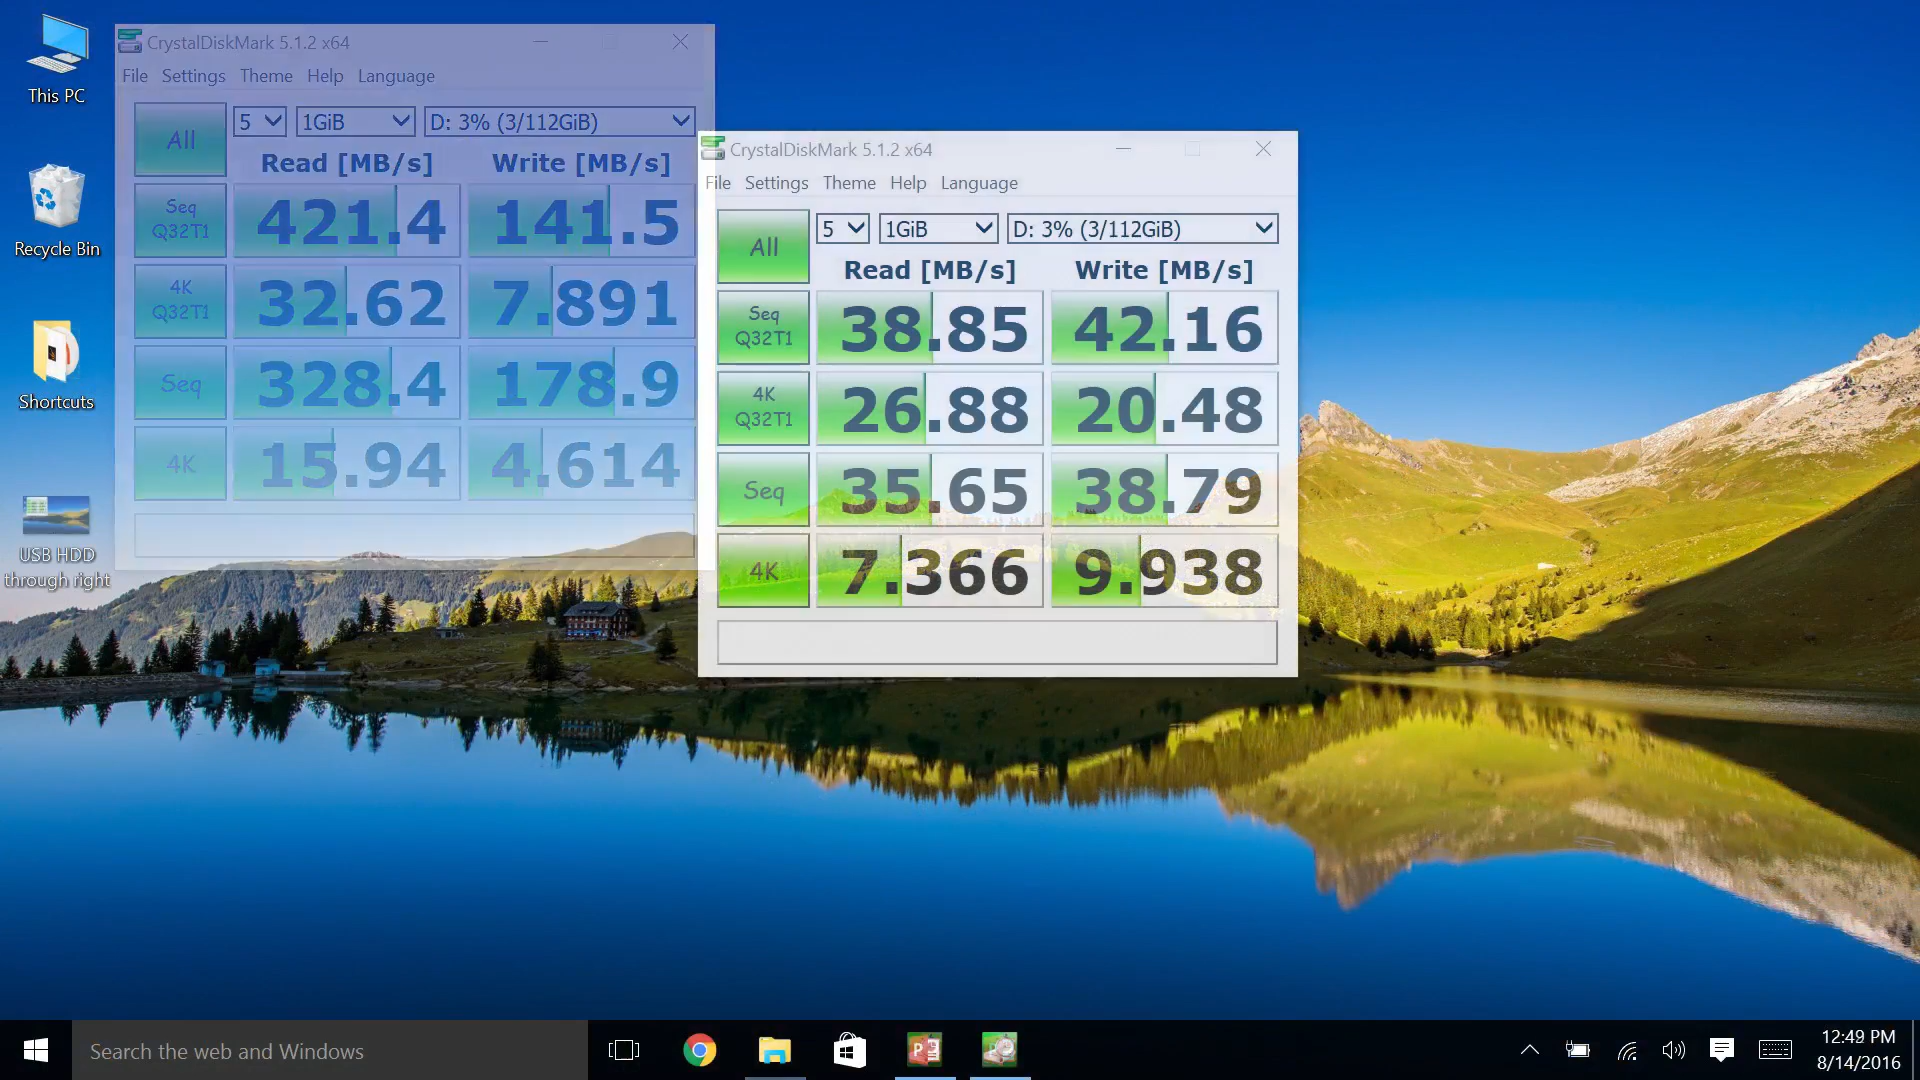 This PC
Recycle Bin
Shortcuts
USB HDD
through right
CrystalDiskMark 5.1.2 x64
File Settings Theme Help Language
All 5 1GiB D: 3% (3/112GiB)
Read [MB/s] Write [MB/s]
Seq Q32T1 421.4 141.5
4K Q32T1 32.62 7.891
Seq 328.4 178.9
4K 15.94 4.614
CrystalDiskMark 5.1.2 x64
File Settings Theme Help Language
All 5 1GiB D: 3% (3/112GiB)
Read [MB/s] Write [MB/s]
Seq Q32T1 38.85 42.16
4K Q32T1 26.88 20.48
Seq 35.65 38.79
4K 7.366 9.938
Search the web and Windows
12:49 PM
8/14/2016